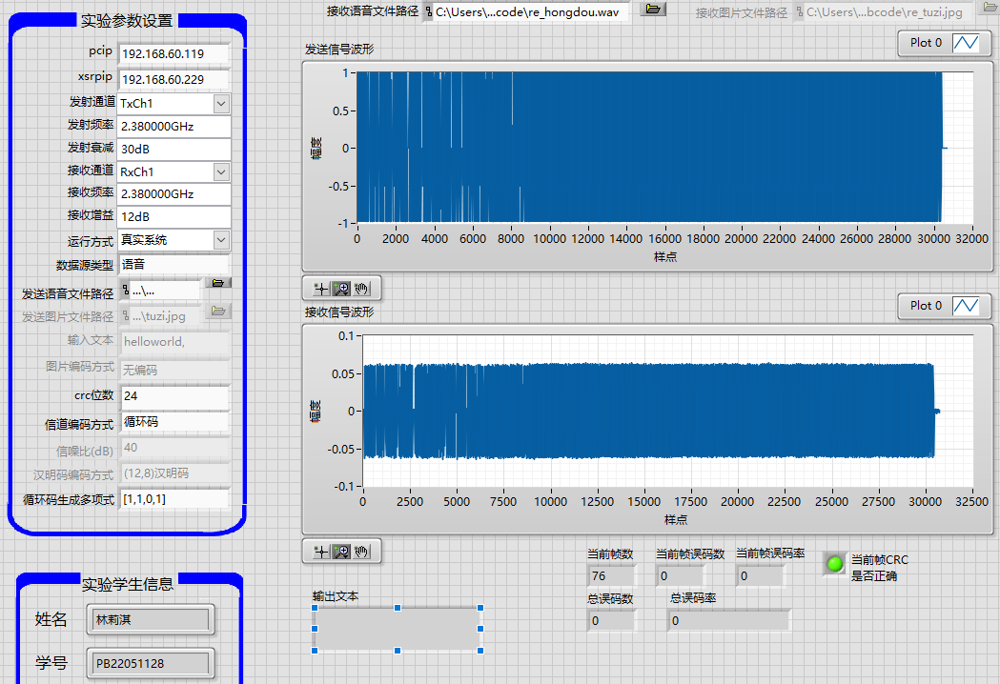 实验参数设置
pcip 192.168.60.119
xsrpip 192.168.60.229
发射通道 TxCh1
发射频率 2.380000GHz
发射衰减 30dB
接收通道 RxCh1
接收频率 2.380000GHz
接收增益 12dB
运行方式 真实系统
数据源类型 语音
发送语音文件路径 ...\...
发送图片文件路径 ...\tuzi.jpg
输入文本 helloworld,
图片编码方式 无编码
crc位数 24
信道编码方式 循环码
信噪比(dB) 40
汉明码编码方式 (12,8)汉明码
循环码生成多项式 [1,1,0,1]
实验学生信息
姓名 林莉淇
学号 PB22051128
接收语音文件路径 C:\Users\...code\re_hongdou.wav
接收图片文件路径 C:\Users\...bcode\re_tuzi.jpg
发送信号波形
Plot 0
幅度
1
0.5
0
-0.5
-1
0 2000 4000 6000 8000 10000 12000 14000 16000 18000 20000 22000 24000 26000 28000 30000 32000
样点
接收信号波形
Plot 0
幅度
0.1
0.05
0
-0.05
-0.1
0 2500 5000 7500 10000 12500 15000 17500 20000 22500 25000 27500 30000 32500
样点
输出文本
当前帧数 76
当前帧误码数 0
当前帧误码率 0
当前帧CRC
是否正确
总误码数 0
总误码率 0